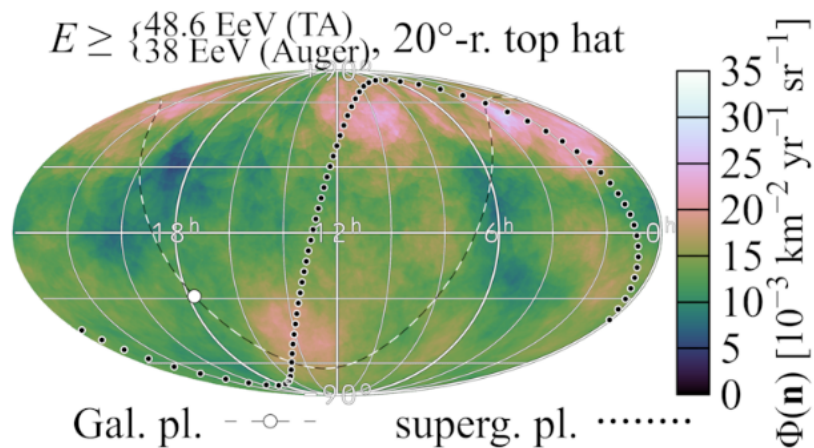 E ≥ {48.6 EeV (TA) 38 EeV (Auger), 20°-r. top hat
+90°
18ʰ 12ʰ 6ʰ 0ʰ
90°
35
30
25
20
15
10
5
0
Φ(n) [10⁻³ km⁻² yr⁻¹ sr⁻¹]
Gal. pl. superg. pl.